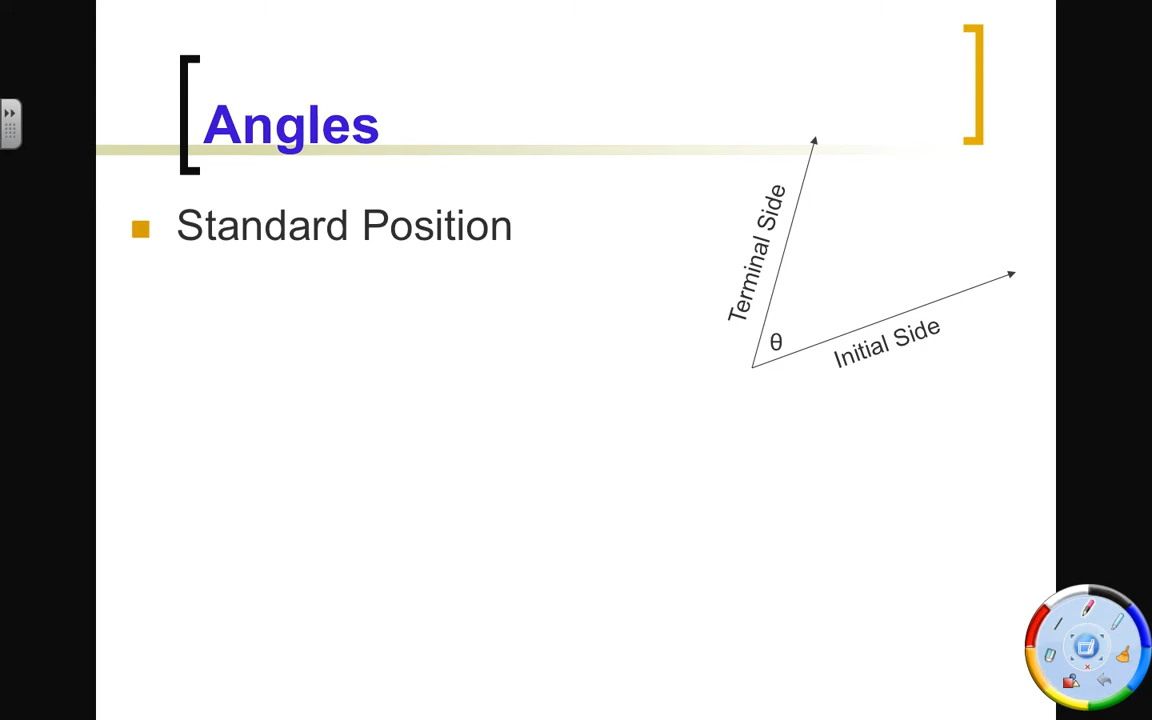 Angles
Standard Position
Terminal Side
θ
Initial Side